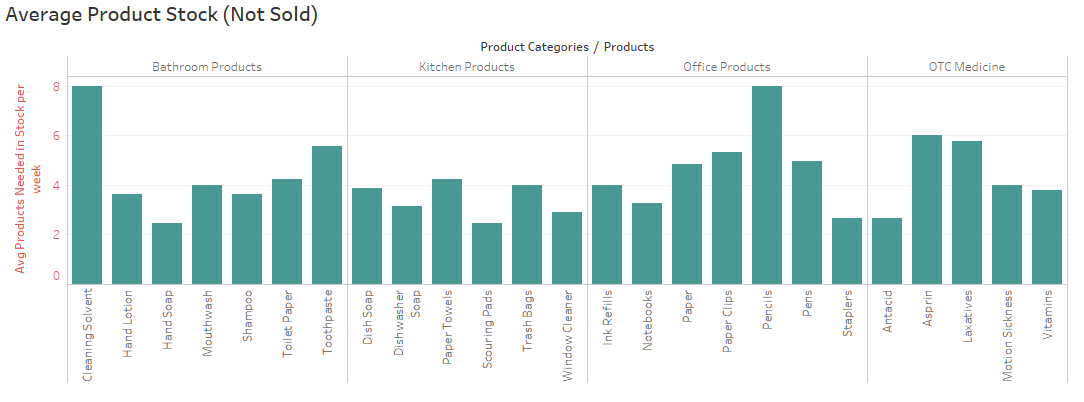 Average Product Stock (Not Sold)
Product Categories / Products
Bathroom Products
Kitchen Products
Office Products
OTC Medicine
Avg Products Needed in Stock per
week
8
6
4
2
0
Cleaning Solvent
Hand Lotion
Hand Soap
Mouthwash
Shampoo
Toilet Paper
Toothpaste
Dish Soap
Dishwasher
Soap
Paper Towels
Scouring Pads
Trash Bags
Window Cleaner
Ink Refills
Notebooks
Paper
Paper Clips
Pencils
Pens
Staplers
Antacid
Asprin
Laxatives
Motion Sickness
Vitamins